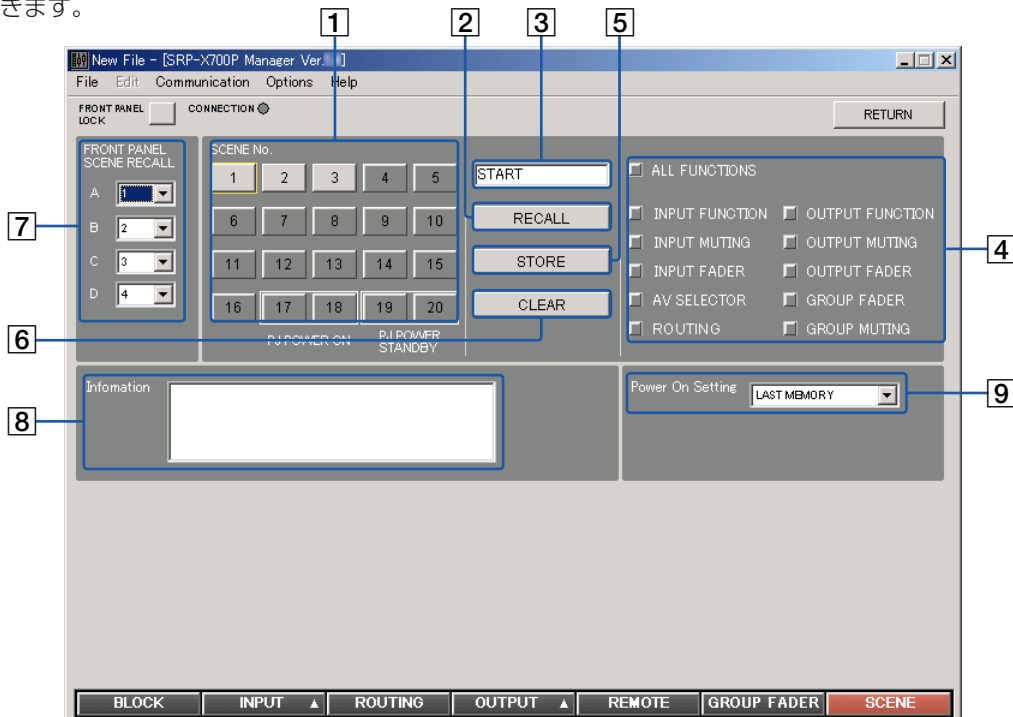 きます。
1 2 3 5
New File - [SRP-X700P Manager Ver. ]
File Edit Communication Options Help
FRONT PANEL LOCK
CONNECTION
RETURN
FRONT PANEL
SCENE RECALL
A 1
B 2
C 3
D 4
7
SCENE No.
1 2 3 4 5
6 7 8 9 10
11 12 13 14 15
16 17 18 19 20
PJ POWER ON
PJ POWER
STANDBY
START
RECALL
STORE
CLEAR
6
ALL FUNCTIONS
INPUT FUNCTION OUTPUT FUNCTION
INPUT MUTING OUTPUT MUTING
INPUT FADER OUTPUT FADER
AV SELECTOR GROUP FADER
ROUTING GROUP MUTING
4
Infomation
8
Power On Setting LAST MEMORY
9
BLOCK INPUT ▲ ROUTING OUTPUT ▲ REMOTE GROUP FADER SCENE